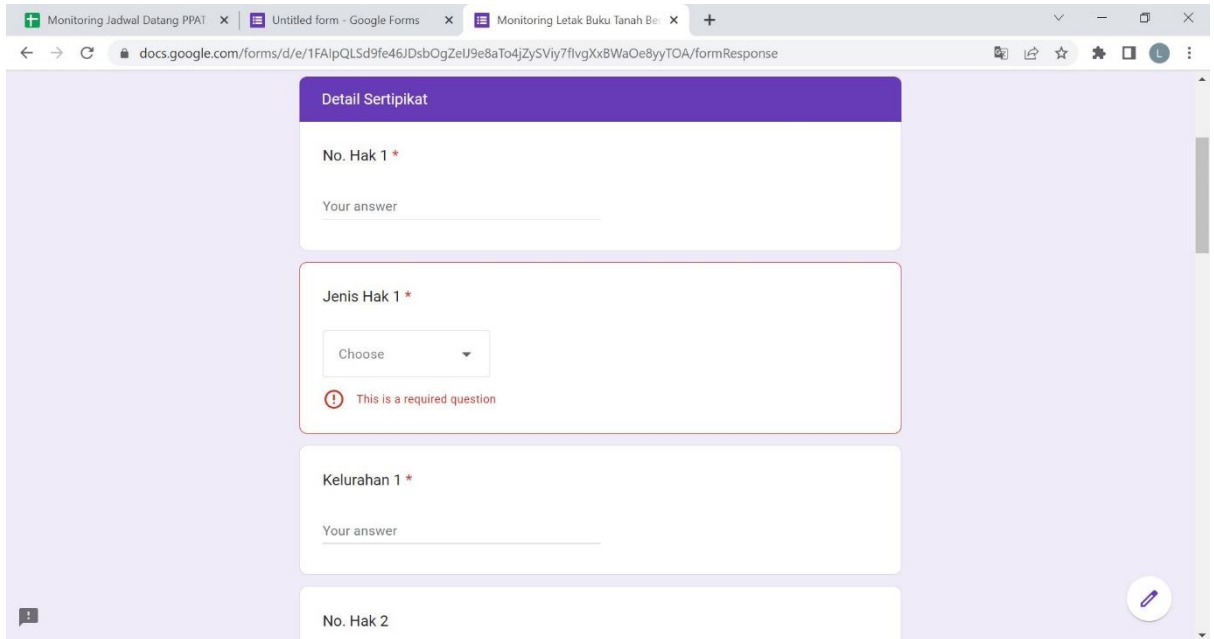 Monitoring Jadwal Datang PPAT
Untitled form - Google Forms
Monitoring Letak Buku Tanah Be
docs.google.com/forms/d/e/1FAIpQLSd9fe46JDsbOgZeIJ9e8aTo4jZySViy7fIvgXxBWaOe8yyTOA/formResponse
L
Detail Sertipikat
No. Hak 1 *
Your answer
Jenis Hak 1 *
Choose
This is a required question
Kelurahan 1 *
Your answer
No. Hak 2